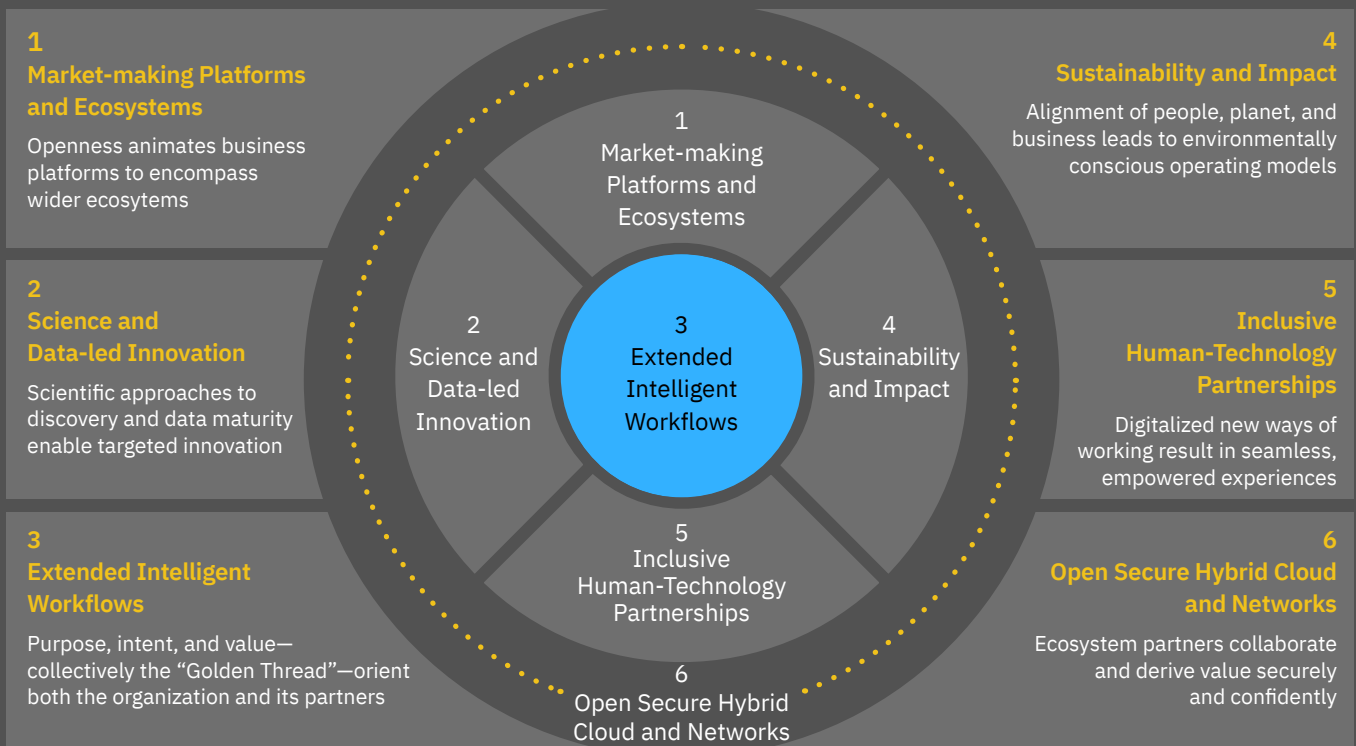 1
Market-making Platforms
and Ecosystems
Openness animates business
platforms to encompass
wider ecosytems
2
Science and
Data-led Innovation
Scientific approaches to
discovery and data maturity
enable targeted innovation
3
Extended Intelligent
Workflows
Purpose, intent, and value—
collectively the “Golden Thread”—orient
both the organization and its partners
1
Market-making
Platforms and
Ecosystems
2
Science and
Data-led
Innovation
3
Extended
Intelligent
Workflows
4
Sustainability
and Impact
5
Inclusive
Human-Technology
Partnerships
6
Open Secure Hybrid
Cloud and Networks
4
Sustainability and Impact
Alignment of people, planet, and
business leads to environmentally
conscious operating models
5
Inclusive
Human-Technology
Partnerships
Digitalized new ways of
working result in seamless,
empowered experiences
6
Open Secure Hybrid Cloud
and Networks
Ecosystem partners collaborate
and derive value securely
and confidently